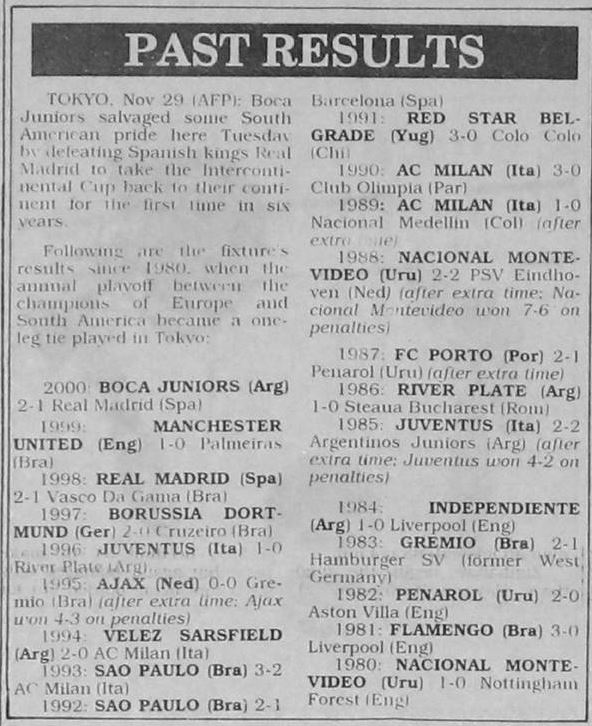 PAST RESULTS
TOKYO, Nov 29 (AFP): Boca
Juniors salvaged some South
American pride here Tuesday
by defeating Spanish kings Real
Madrid to take the Interconti-
nental Cup back to their conti-
nent for the first time in six
years.
Following are the fixture's
results since 1980, when the
annual playoff between the
champions of Europe and
South America became a one-
leg tie played in Tokyo:
2000: BOCA JUNIORS (Arg)
2-1 Real Madrid (Spa)
1999: MANCHESTER
UNITED (Eng) 1-0 Palmeiras
(Bra)
1998: REAL MADRID (Spa)
2-1 Vasco Da Gama (Bra)
1997: BORUSSIA DORT-
MUND (Ger) 2-0 Cruzeiro (Bra)
1996: JUVENTUS (Ita) 1-0
River Plate (Arg)
1995: AJAX (Ned) 0-0 Gre-
mio (Bra) (after extra time; Ajax
won 4-3 on penalties)
1994: VELEZ SARSFIELD
(Arg) 2-0 AC Milan (Ita)
1993: SAO PAULO (Bra) 3-2
AC Milan (Ita)
1992: SAO PAULO (Bra) 2-1
Barcelona (Spa)
1991: RED STAR BEL-
GRADE (Yug) 3-0 Colo Colo
(Chi)
1990: AC MILAN (Ita) 3-0
Club Olimpia (Par)
1989: AC MILAN (Ita) 1-0
Nacional Medellin (Col) (after
extra time)
1988: NACIONAL MONTE-
VIDEO (Uru) 2-2 PSV Eindho-
ven (Ned) (after extra time; Na-
cional Montevideo won 7-6 on
penalties)
1987: FC PORTO (Por) 2-1
Penarol (Uru) (after extra time)
1986: RIVER PLATE (Arg)
1-0 Steaua Bucharest (Rom)
1985: JUVENTUS (Ita) 2-2
Argentinos Juniors (Arg) (after
extra time; Juventus won 4-2 on
penalties)
1984: INDEPENDIENTE
(Arg) 1-0 Liverpool (Eng)
1983: GREMIO (Bra) 2-1
Hamburger SV (former West
Germany)
1982: PENAROL (Uru) 2-0
Aston Villa (Eng)
1981: FLAMENGO (Bra) 3-0
Liverpool (Eng)
1980: NACIONAL MONTE-
VIDEO (Uru) 1-0 Nottingham
Forest (Eng)